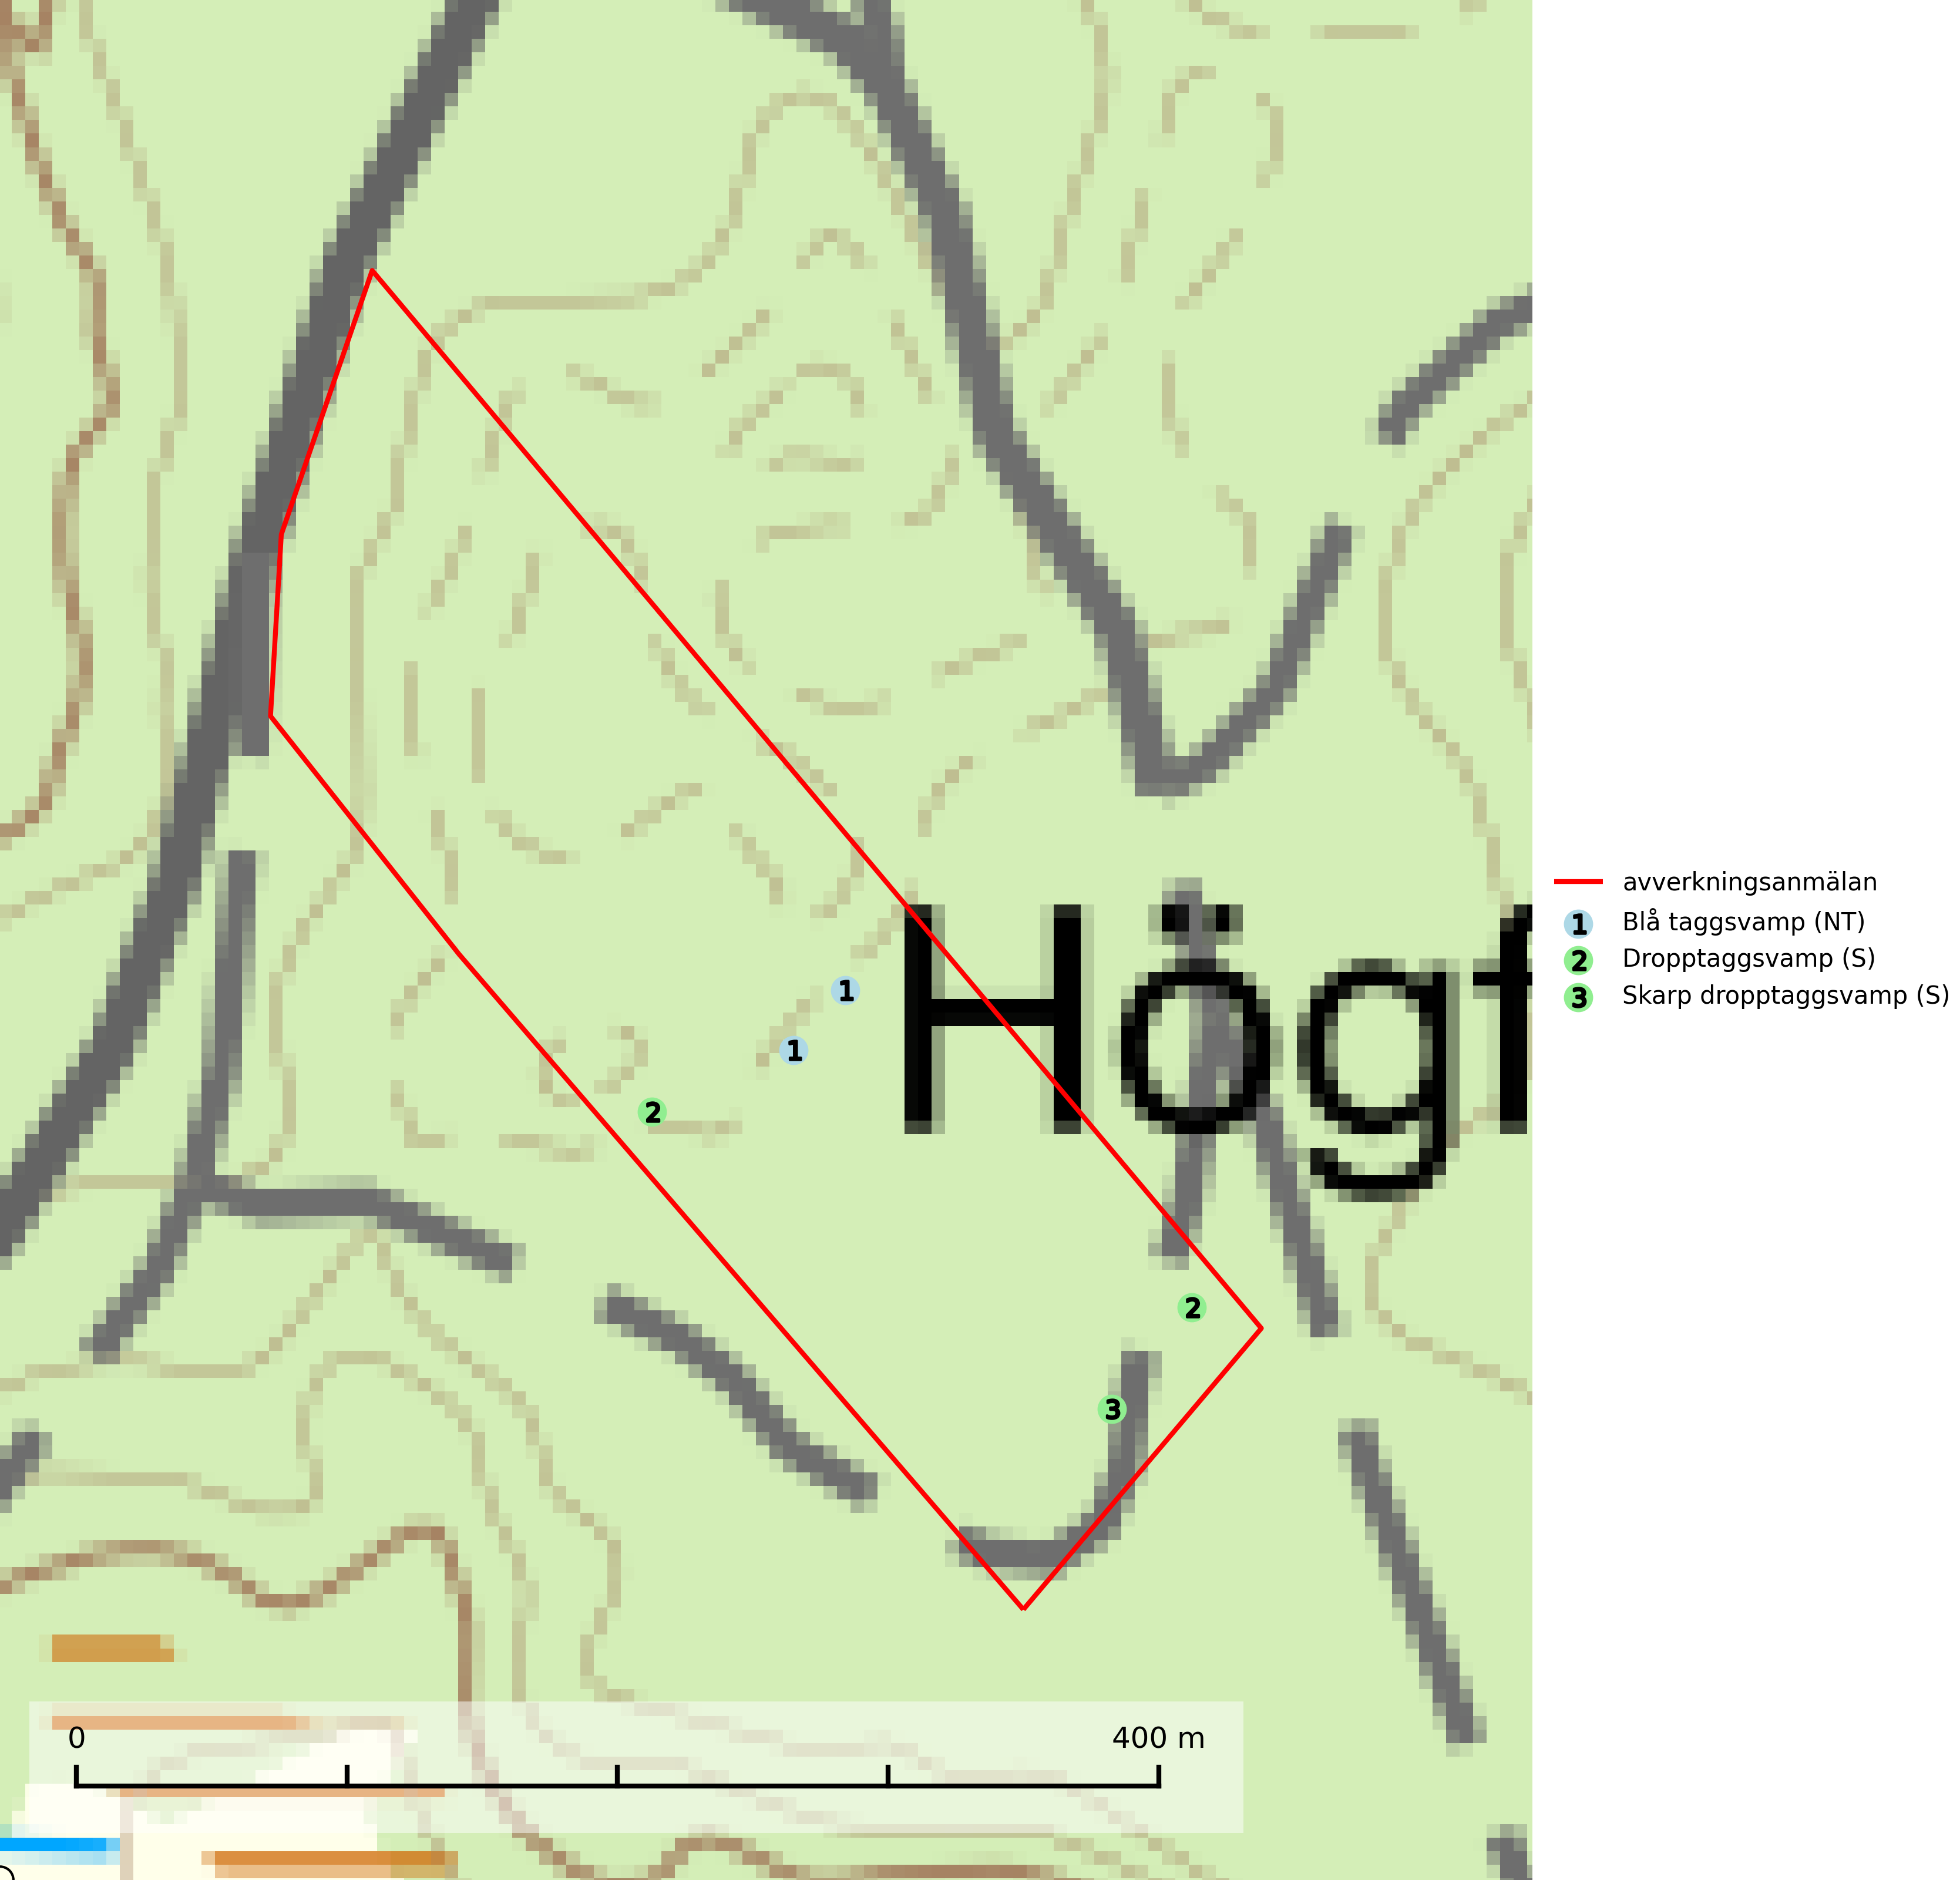 Högf
avverkningsanmälan
1 Blå taggsvamp (NT)
2 Dropptaggsvamp (S)
3 Skarp dropptaggsvamp (S)
1
1
2
2
3
0 400 m